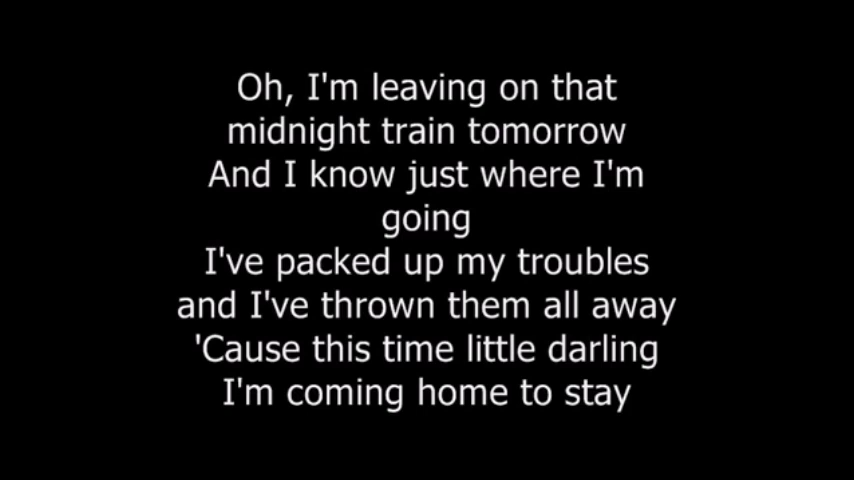 Oh, I'm leaving on that
midnight train tomorrow
And I know just where I'm
going
I've packed up my troubles
and I've thrown them all away
'Cause this time little darling
I'm coming home to stay